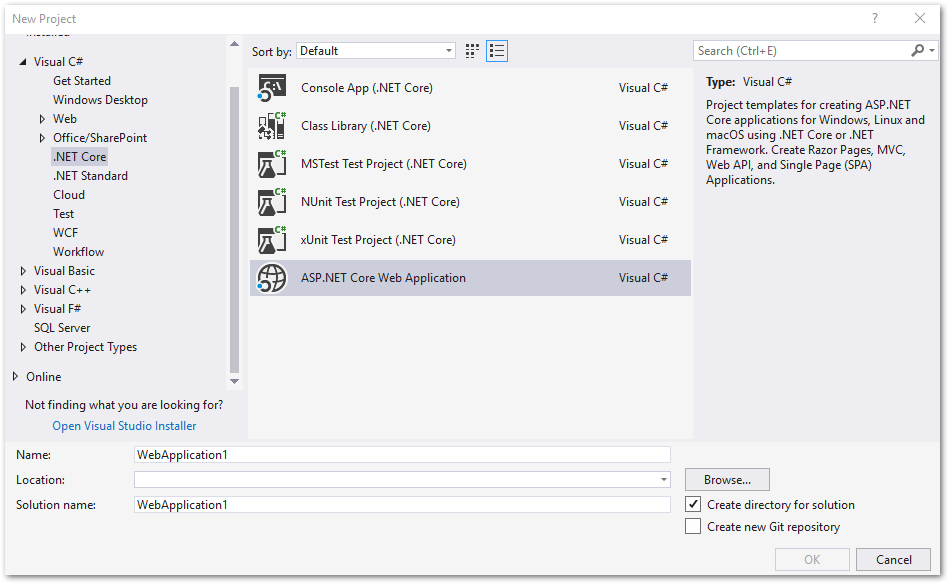 New Project
?
Installed
Visual C#
Get Started
Windows Desktop
Web
Office/SharePoint
.NET Core
.NET Standard
Cloud
Test
WCF
Workflow
Visual Basic
Visual C++
Visual F#
SQL Server
Other Project Types
Online
Not finding what you are looking for?
Open Visual Studio Installer
Sort by: Default
Console App (.NET Core) Visual C#
Class Library (.NET Core) Visual C#
MSTest Test Project (.NET Core) Visual C#
NUnit Test Project (.NET Core) Visual C#
xUnit Test Project (.NET Core) Visual C#
ASP.NET Core Web Application Visual C#
Search (Ctrl+E)
Type: Visual C#
Project templates for creating ASP.NET
Core applications for Windows, Linux and
macOS using .NET Core or .NET
Framework. Create Razor Pages, MVC,
Web API, and Single Page (SPA)
Applications.
Name: WebApplication1
Location: Browse...
Solution name: WebApplication1
Create directory for solution
Create new Git repository
OK Cancel